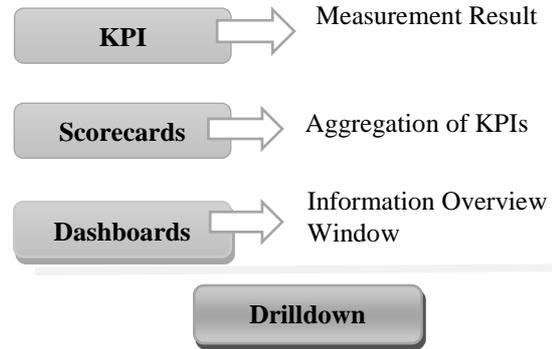 KPI
Measurement Result
Scorecards
Aggregation of KPIs
Dashboards
Information Overview
Window
Drilldown